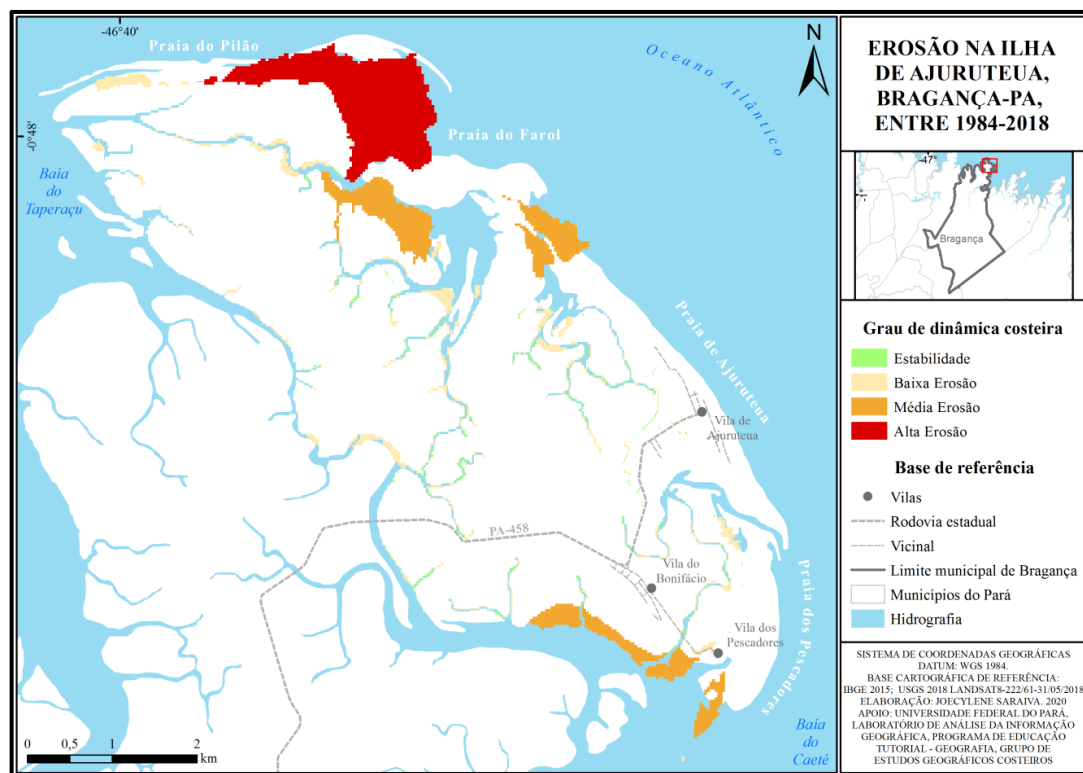 -46°40'
Praia do Pilão
Oceano Atlântico
N
-0°48'
Praia do Farol
Baia
do
Taperaçu
Praia de Ajuruteua
Vila de
Ajuruteua
PA-458
Vila do
Bonifácio
Vila dos
Pescadores
Praia dos Pescadores
Baia
do
Caeté
0 0,5 1 2
km
EROSÃO NA ILHA
DE AJURUTEUA,
BRAGANÇA-PA,
ENTRE 1984-2018
-47°
Bragança
Grau de dinâmica costeira
Estabilidade
Baixa Erosão
Média Erosão
Alta Erosão
Base de referência
Vilas
Rodovia estadual
Vicinal
Limite municipal de Bragança
Municípios do Pará
Hidrografia
SISTEMA DE COORDENADAS GEOGRÁFICAS
DATUM: WGS 1984.
BASE CARTOGRÁFICA DE REFERÊNCIA:
IBGE 2015; USGS 2018 LANDSAT8-222/61-31/05/2018
ELABORAÇÃO: JOECYLENE SARAIVA. 2020
APOIO: UNIVERSIDADE FEDERAL DO PARÁ,
LABORATÓRIO DE ANÁLISE DA INFORMAÇÃO
GEOGRÁFICA, PROGRAMA DE EDUCAÇÃO
TUTORIAL - GEOGRAFIA, GRUPO DE
ESTUDOS GEOGRÁFICOS COSTEIROS